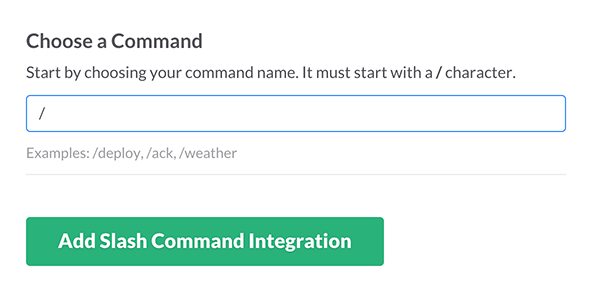 Choose a Command
Start by choosing your command name. It must start with a / character.
/
Examples: /deploy, /ack, /weather
Add Slash Command Integration